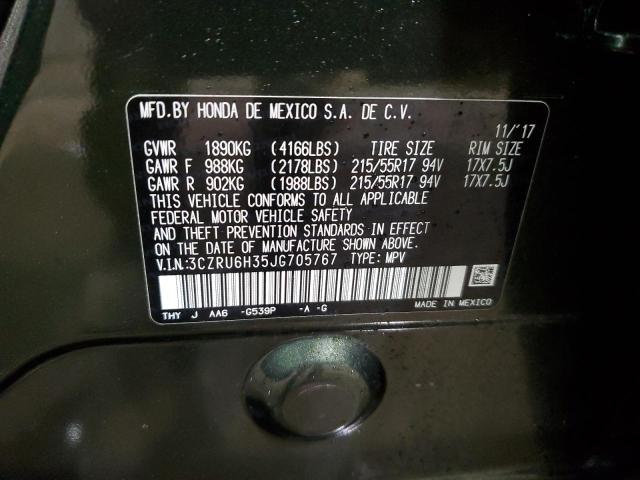 MFD.BY HONDA DE MEXICO S.A. DE C.V.
11/'17
GVWR 1890KG (4166LBS) TIRE SIZE RIM SIZE
GAWR F 988KG (2178LBS) 215/55R17 94V 17X7.5J
GAWR R 902KG (1988LBS) 215/55R17 94V 17X7.5J
THIS VEHICLE CONFORMS TO ALL APPLICABLE
FEDERAL MOTOR VEHICLE SAFETY
AND THEFT PREVENTION STANDARDS IN EFFECT
ON THE DATE OF MANUFACTURE SHOWN ABOVE.
V.I.N:3CZRU6H35JG705767 TYPE: MPV
THY J AA6 -G539P -A -G
MADE IN MEXICO